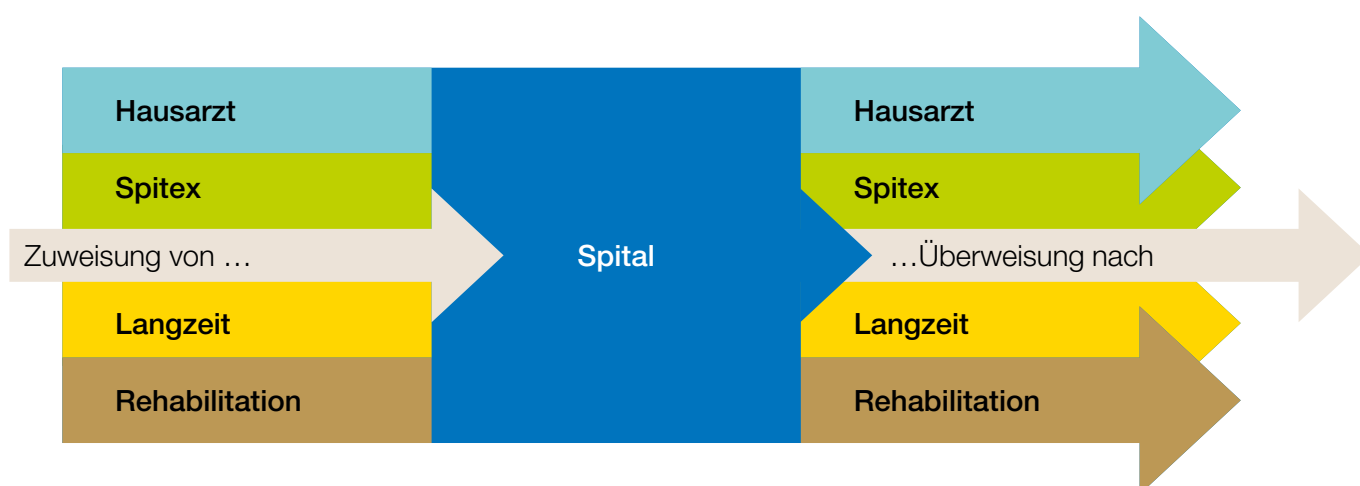 Hausarzt
Spitex
Zuweisung von …
Langzeit
Rehabilitation
Spital
Hausarzt
Spitex
…Überweisung nach
Langzeit
Rehabilitation